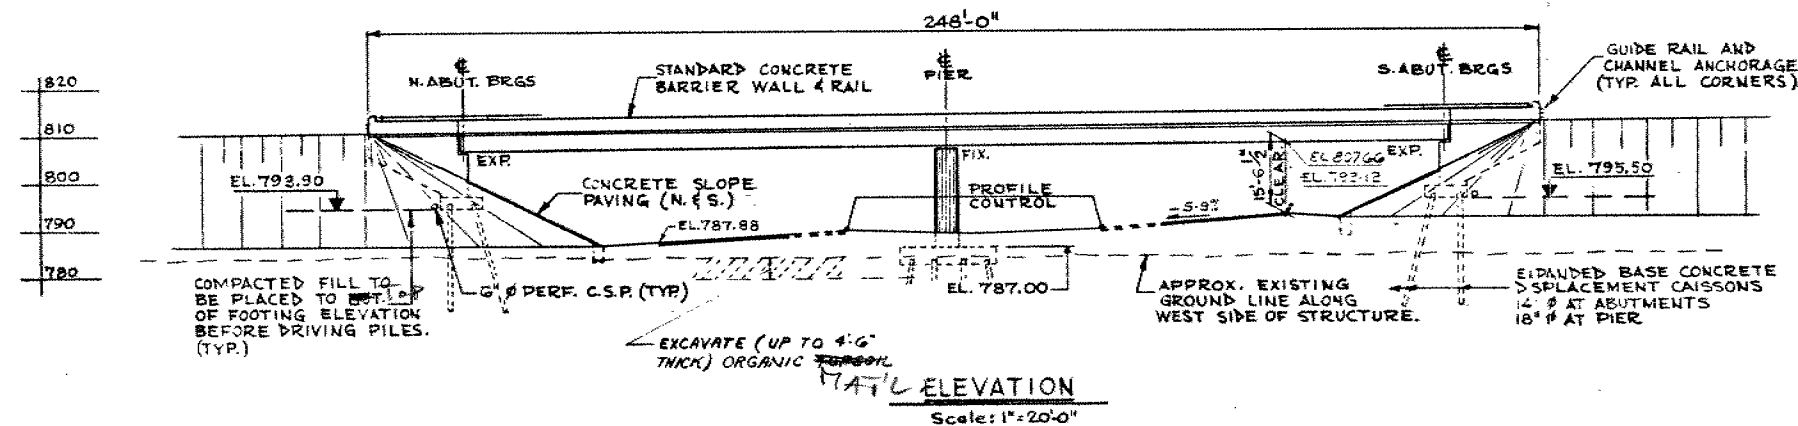 248'-0"
℄
N. ABUT. BRGS
STANDARD CONCRETE
BARRIER WALL & RAIL
℄
PIER
℄
S. ABUT. BRGS
GUIDE RAIL AND
CHANNEL ANCHORAGE
(TYP. ALL CORNERS)
820
810
800
790
780
EXP.
FIX.
15'-6 1/2"
CLEAR
EL 807.66
EL. 792.12
EXP.
EL. 793.90
CONCRETE SLOPE
PAVING (N. & S.)
PROFILE
CONTROL
EL. 795.50
EL. 787.88
COMPACTED FILL TO
BE PLACED TO TOP
OF FOOTING ELEVATION
BEFORE DRIVING PILES.
(TYP.)
6" Ø PERF. C.S.P. (TYP.)
EL. 787.00
APPROX. EXISTING
GROUND LINE ALONG
WEST SIDE OF STRUCTURE.
EXPANDED BASE CONCRETE
DISPLACEMENT CAISSONS
Ø AT ABUTMENTS
18" Ø AT PIER
EXCAVATE (UP TO 4'-6"
THICK) ORGANIC
MAT'L
ELEVATION
Scale: 1" = 20'-0"